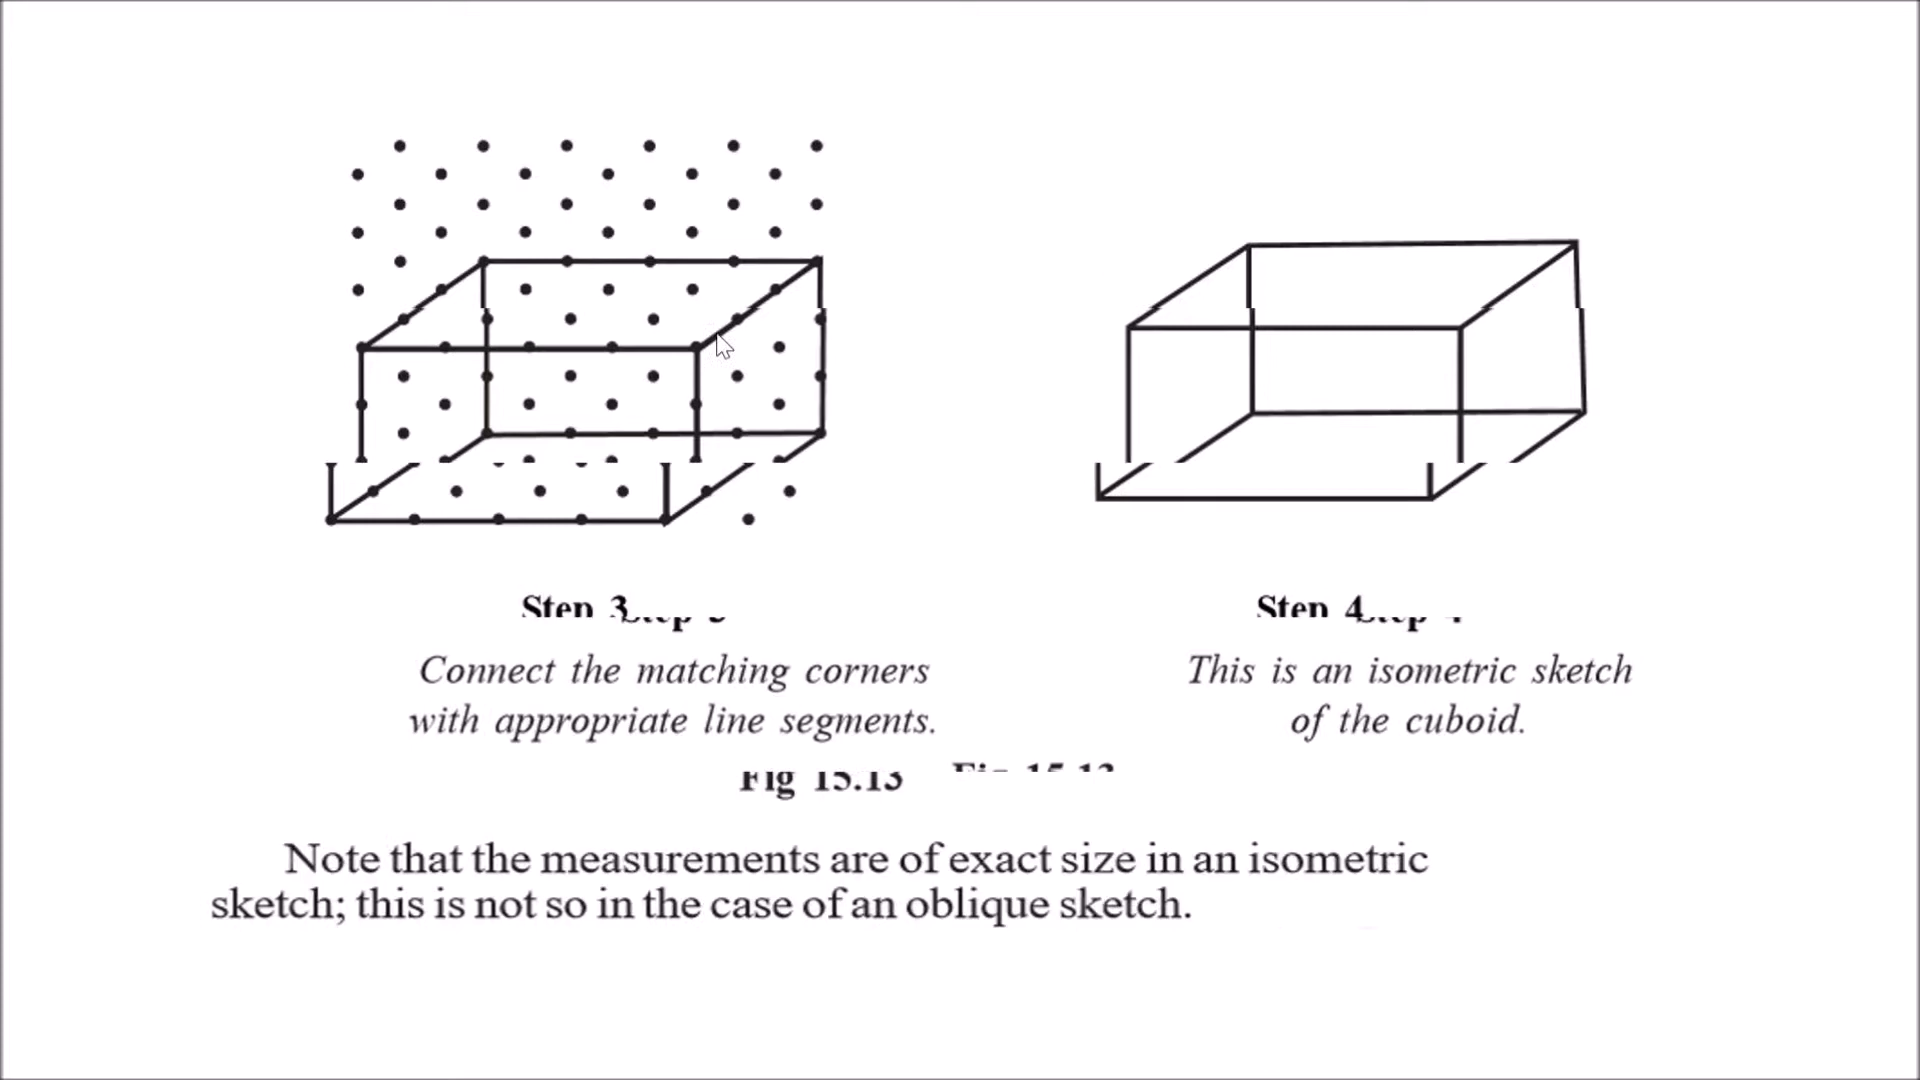 Step 3
Step 4
Connect the matching corners
with appropriate line segments.
This is an isometric sketch
of the cuboid.
Fig 15.13
Note that the measurements are of exact size in an isometric
sketch; this is not so in the case of an oblique sketch.